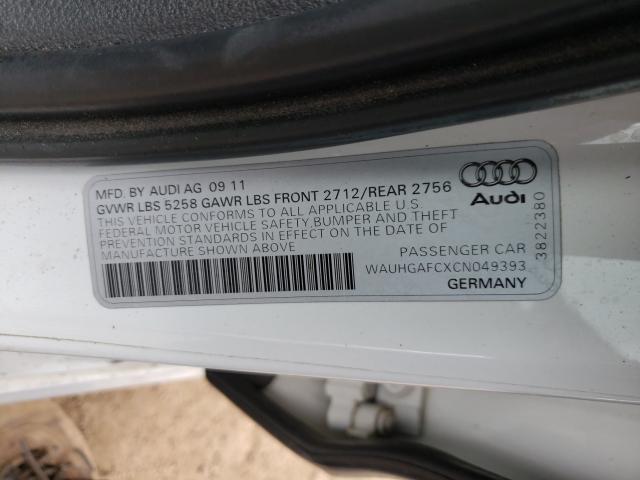 MFD. BY AUDI AG 09 11
GVWR LBS 5258 GAWR LBS FRONT 2712/REAR 2756
THIS VEHICLE CONFORMS TO ALL APPLICABLE U.S.
FEDERAL MOTOR VEHICLE SAFETY,BUMPER AND THEFT
STANDARDS IN EFFECT ON THE DATE OF
MANUFACTURE SHOWN ABOVE.
PASSENGER CAR
WAUHGAFCXCN049393
GERMANY
Audi
3822380